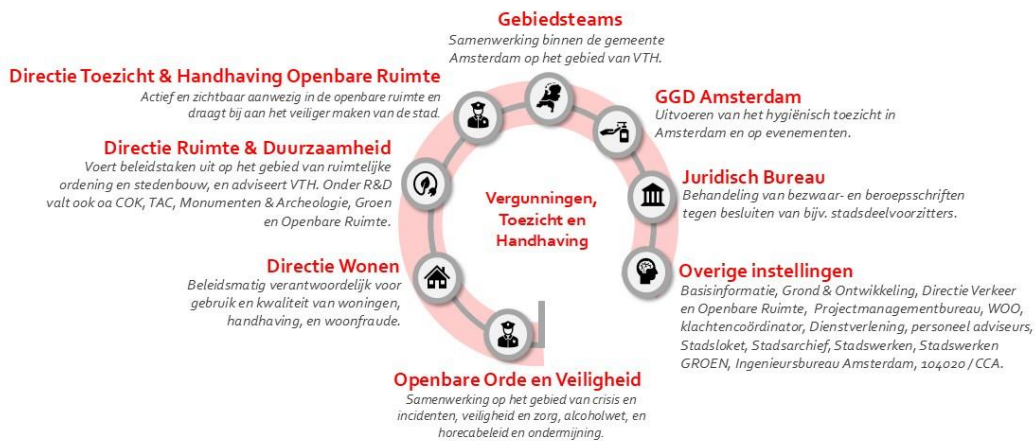 Gebiedsteams
Samenwerking binnen de gemeente
Amsterdam op het gebied van VTH.
Directie Toezicht & Handhaving Openbare Ruimte
Actief en zichtbaar aanwezig in de openbare ruimte en
draagt bij aan het veiliger maken van de stad.
GGD Amsterdam
Uitvoeren van het hygiënisch toezicht in
Amsterdam en op evenementen.
Directie Ruimte & Duurzaamheid
Voert beleidstaken uit op het gebied van ruimtelijke
ordening en stedenbouw, en adviseert VTH. Onder R&D
valt ook oa COK, TAC, Monumenten & Archeologie, Groen
en Openbare Ruimte.
Juridisch Bureau
Behandeling van bezwaar- en beroepsschriften
tegen besluiten van bijv. stadsdeelvoorzitters.
Vergunningen,
Toezicht en
Handhaving
Directie Wonen
Beleidsmatig verantwoordelijk voor
gebruik en kwaliteit van woningen,
handhaving, en woonfraude.
Overige instellingen
Basisinformatie, Grond & Ontwikkeling, Directie Verkeer
en Openbare Ruimte, Projectmanagementbureau, WOO,
klachtencoördinator, Dienstverlening, personeel adviseurs,
Stadsloket, Stadsarchief, Stadswerken, Stadswerken
GROEN, Ingenieursbureau Amsterdam, 104020 / CCA.
Openbare Orde en Veiligheid
Samenwerking op het gebied van crisis en
incidenten, veiligheid en zorg, alcoholwet, en
horecabeleid en ondermijning.